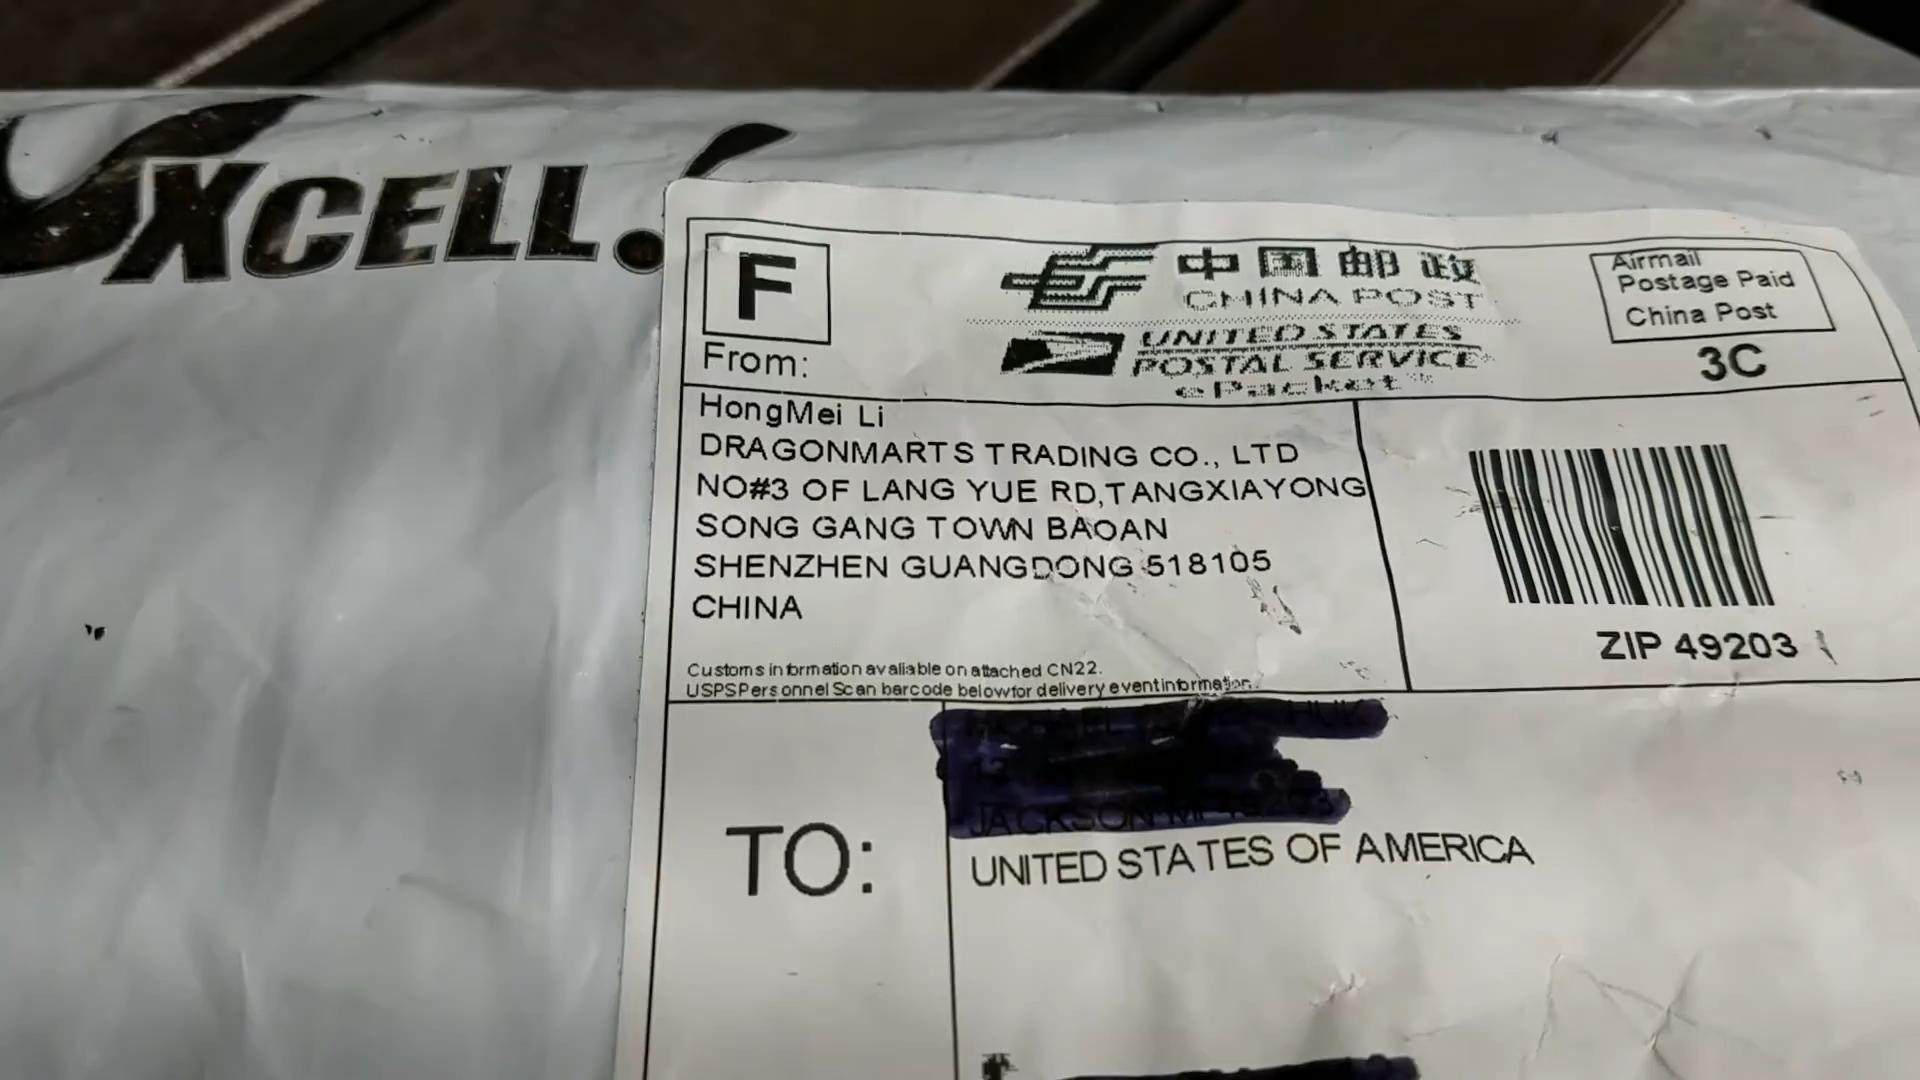 XCELL.
F
From:
中国邮政
CHINA POST
UNITED STATES
POSTAL SERVICE
ePacket
Airmail
Postage Paid
China Post
3C
HongMei Li
DRAGONMARTS TRADING CO., LTD
NO#3 OF LANG YUE RD,TANGXIAYONG
SONG GANG TOWN BAOAN
SHENZHEN GUANGDONG 518105
CHINA
Customs information avaliable on attached CN22.
USPS Personnel Scan barcode below for delivery event information.
ZIP 49203
TO:
UNITED STATES OF AMERICA